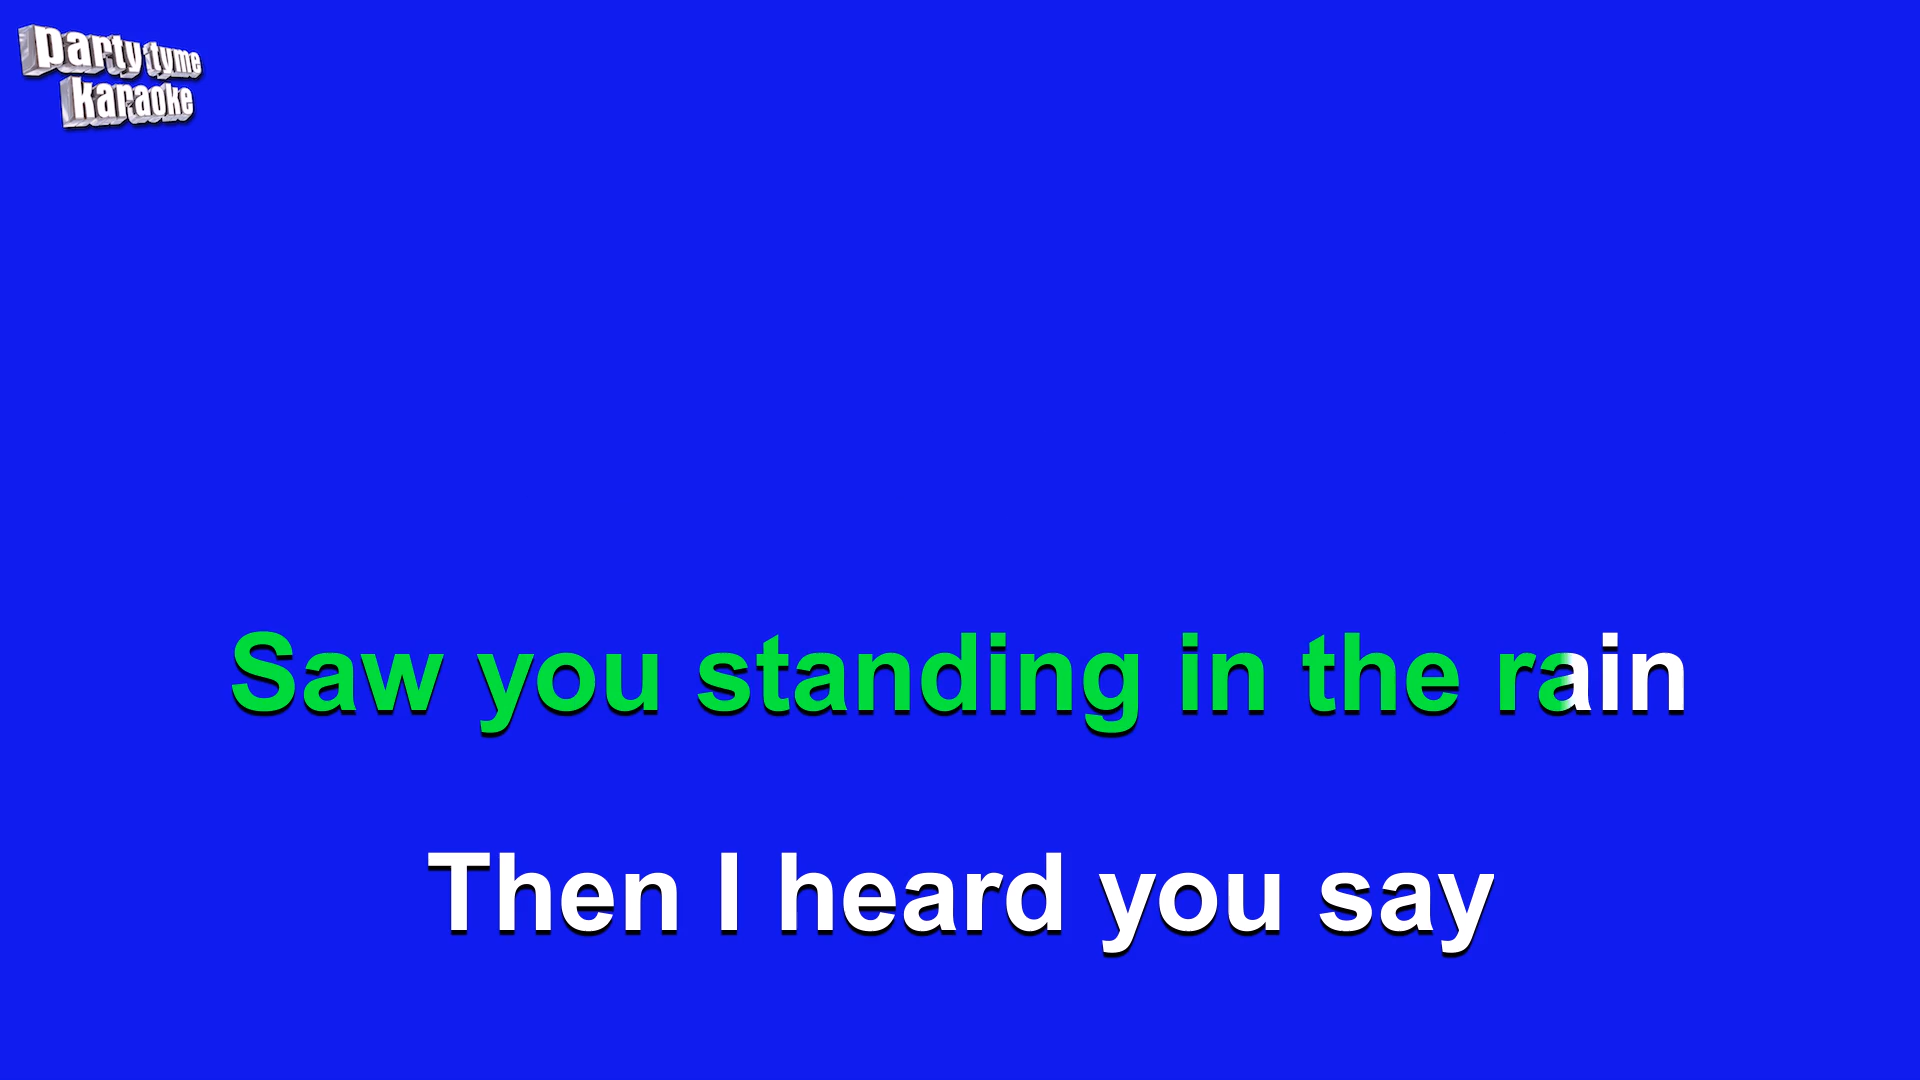 party tyme
karaoke
Saw you standing in the rain
Then I heard you say